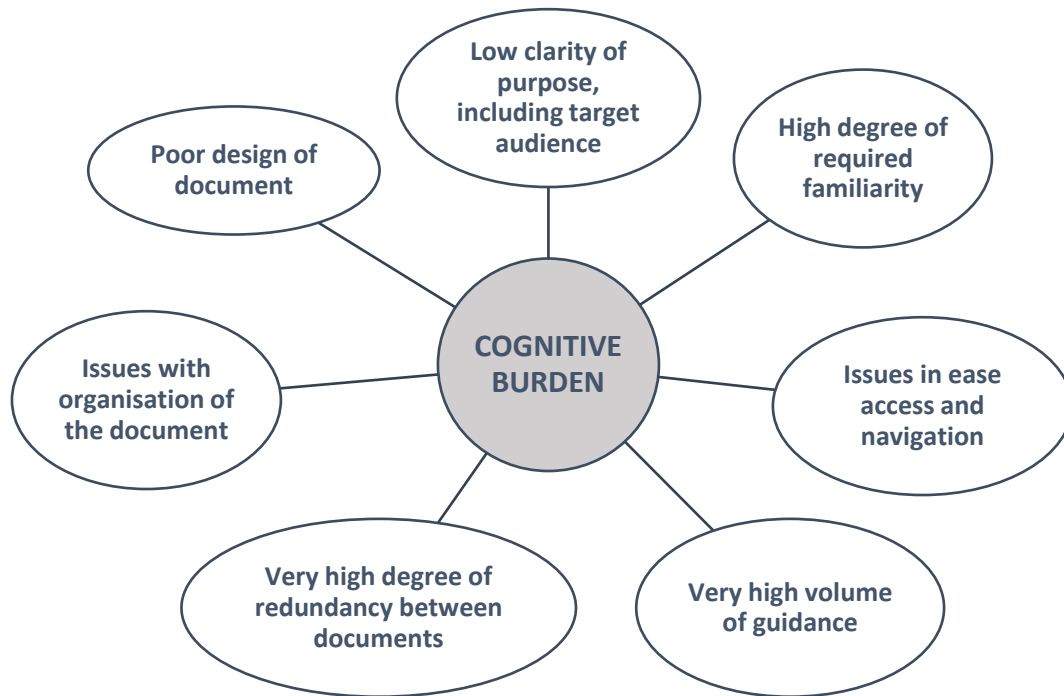 Low clarity of
purpose,
including target
audience
High degree of
required
familiarity
Poor design of
document
COGNITIVE
BURDEN
Issues with
organisation of
the document
Issues in ease
access and
navigation
Very high degree of
redundancy between
documents
Very high volume
of guidance